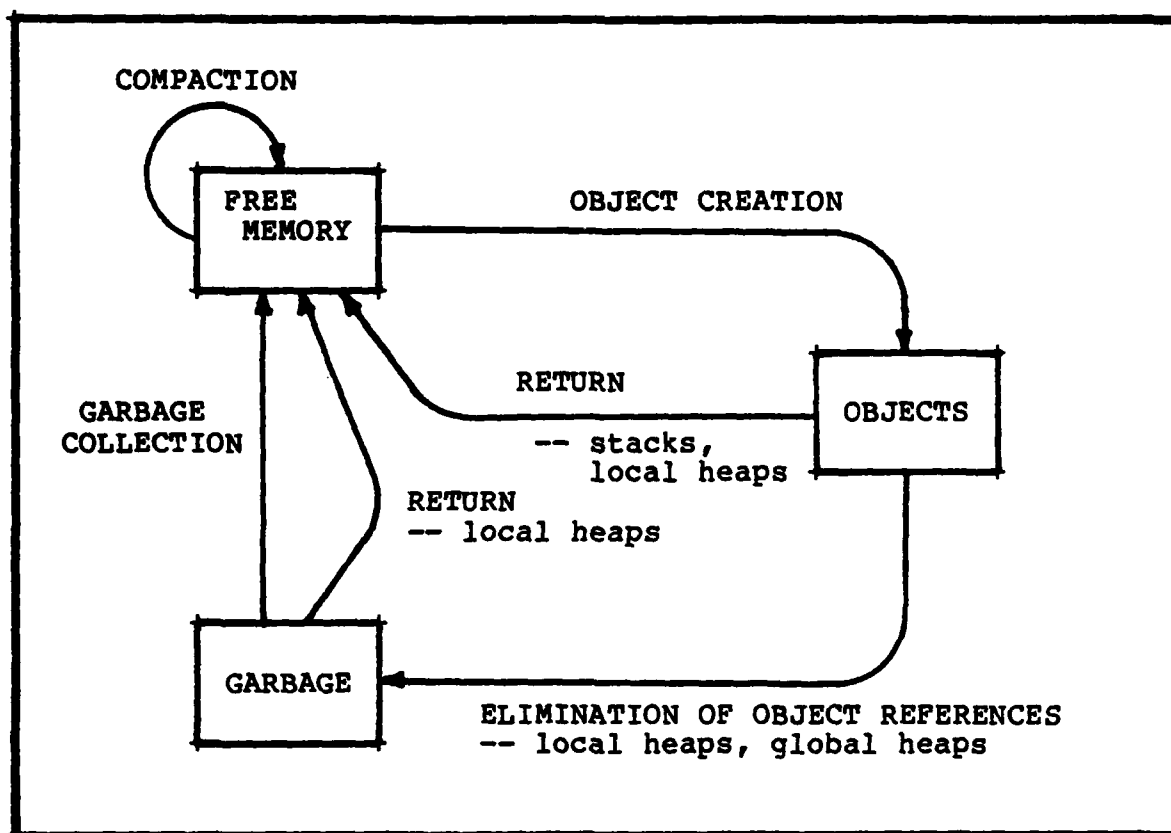 COMPACTION
FREE
MEMORY
OBJECT CREATION
RETURN
-- stacks,
local heaps
OBJECTS
GARBAGE
COLLECTION
RETURN
-- local heaps
GARBAGE
ELIMINATION OF OBJECT REFERENCES
-- local heaps, global heaps